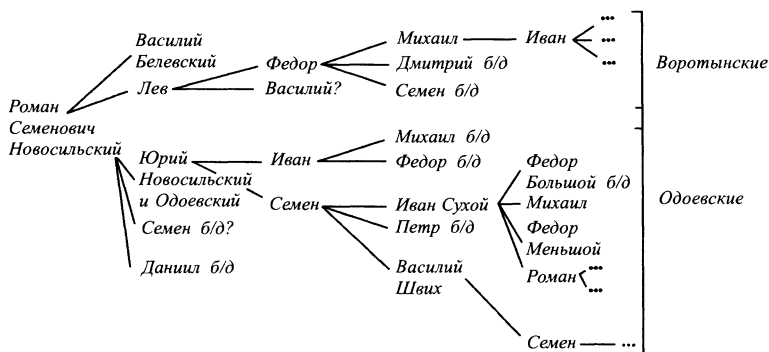 Василий
Белевский
Лев
Федор
Василий?
Михаил
Дмитрий б/д
Семен б/д
Иван
...
...
...
Воротынские
Роман
Семенович
Новосильский
Юрий
Новосильский
и Одоевский
Семен б/д?
Даниил б/д
Иван
Семен
Михаил б/д
Федор б/д
Иван Сухой
Петр б/д
Василий
Швих
Федор
Большой б/д
Михаил
Федор
Меньшой
Роман
...
...
Семен
...
Одоевские